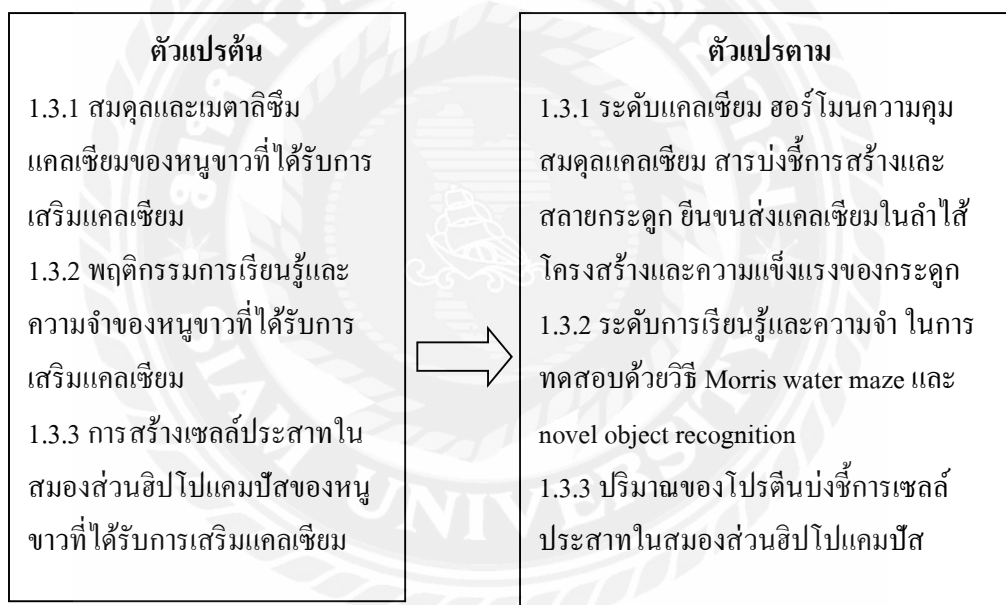 ตัวแปรต้น
1.3.1 สมดุลและเมตาลิซึม
แคลเซียมของหนูขาวที่ได้รับการ
เสริมแคลเซียม
1.3.2 พฤติกรรมการเรียนรู้และ
ความจำของหนูขาวที่ได้รับการ
เสริมแคลเซียม
1.3.3 การสร้างเซลล์ประสาทใน
สมองส่วนฮิปโปแคมปัสของหนู
ขาวที่ได้รับการเสริมแคลเซียม
ตัวแปรตาม
1.3.1 ระดับแคลเซียม ฮอร์โมนความคุม
สมดุลแคลเซียม สารบ่งชี้การสร้างและ
สลายกระดูก ยีนขนส่งแคลเซียมในลำไส้
โครงสร้างและความแข็งแรงของกระดูก
1.3.2 ระดับการเรียนรู้และความจำ ในการ
ทดสอบด้วยวิธี Morris water maze และ
novel object recognition
1.3.3 ปริมาณของโปรตีนบ่งชี้การเซลล์
ประสาทในสมองส่วนฮิปโปแคมปัส
SIAM UNIVERSITY